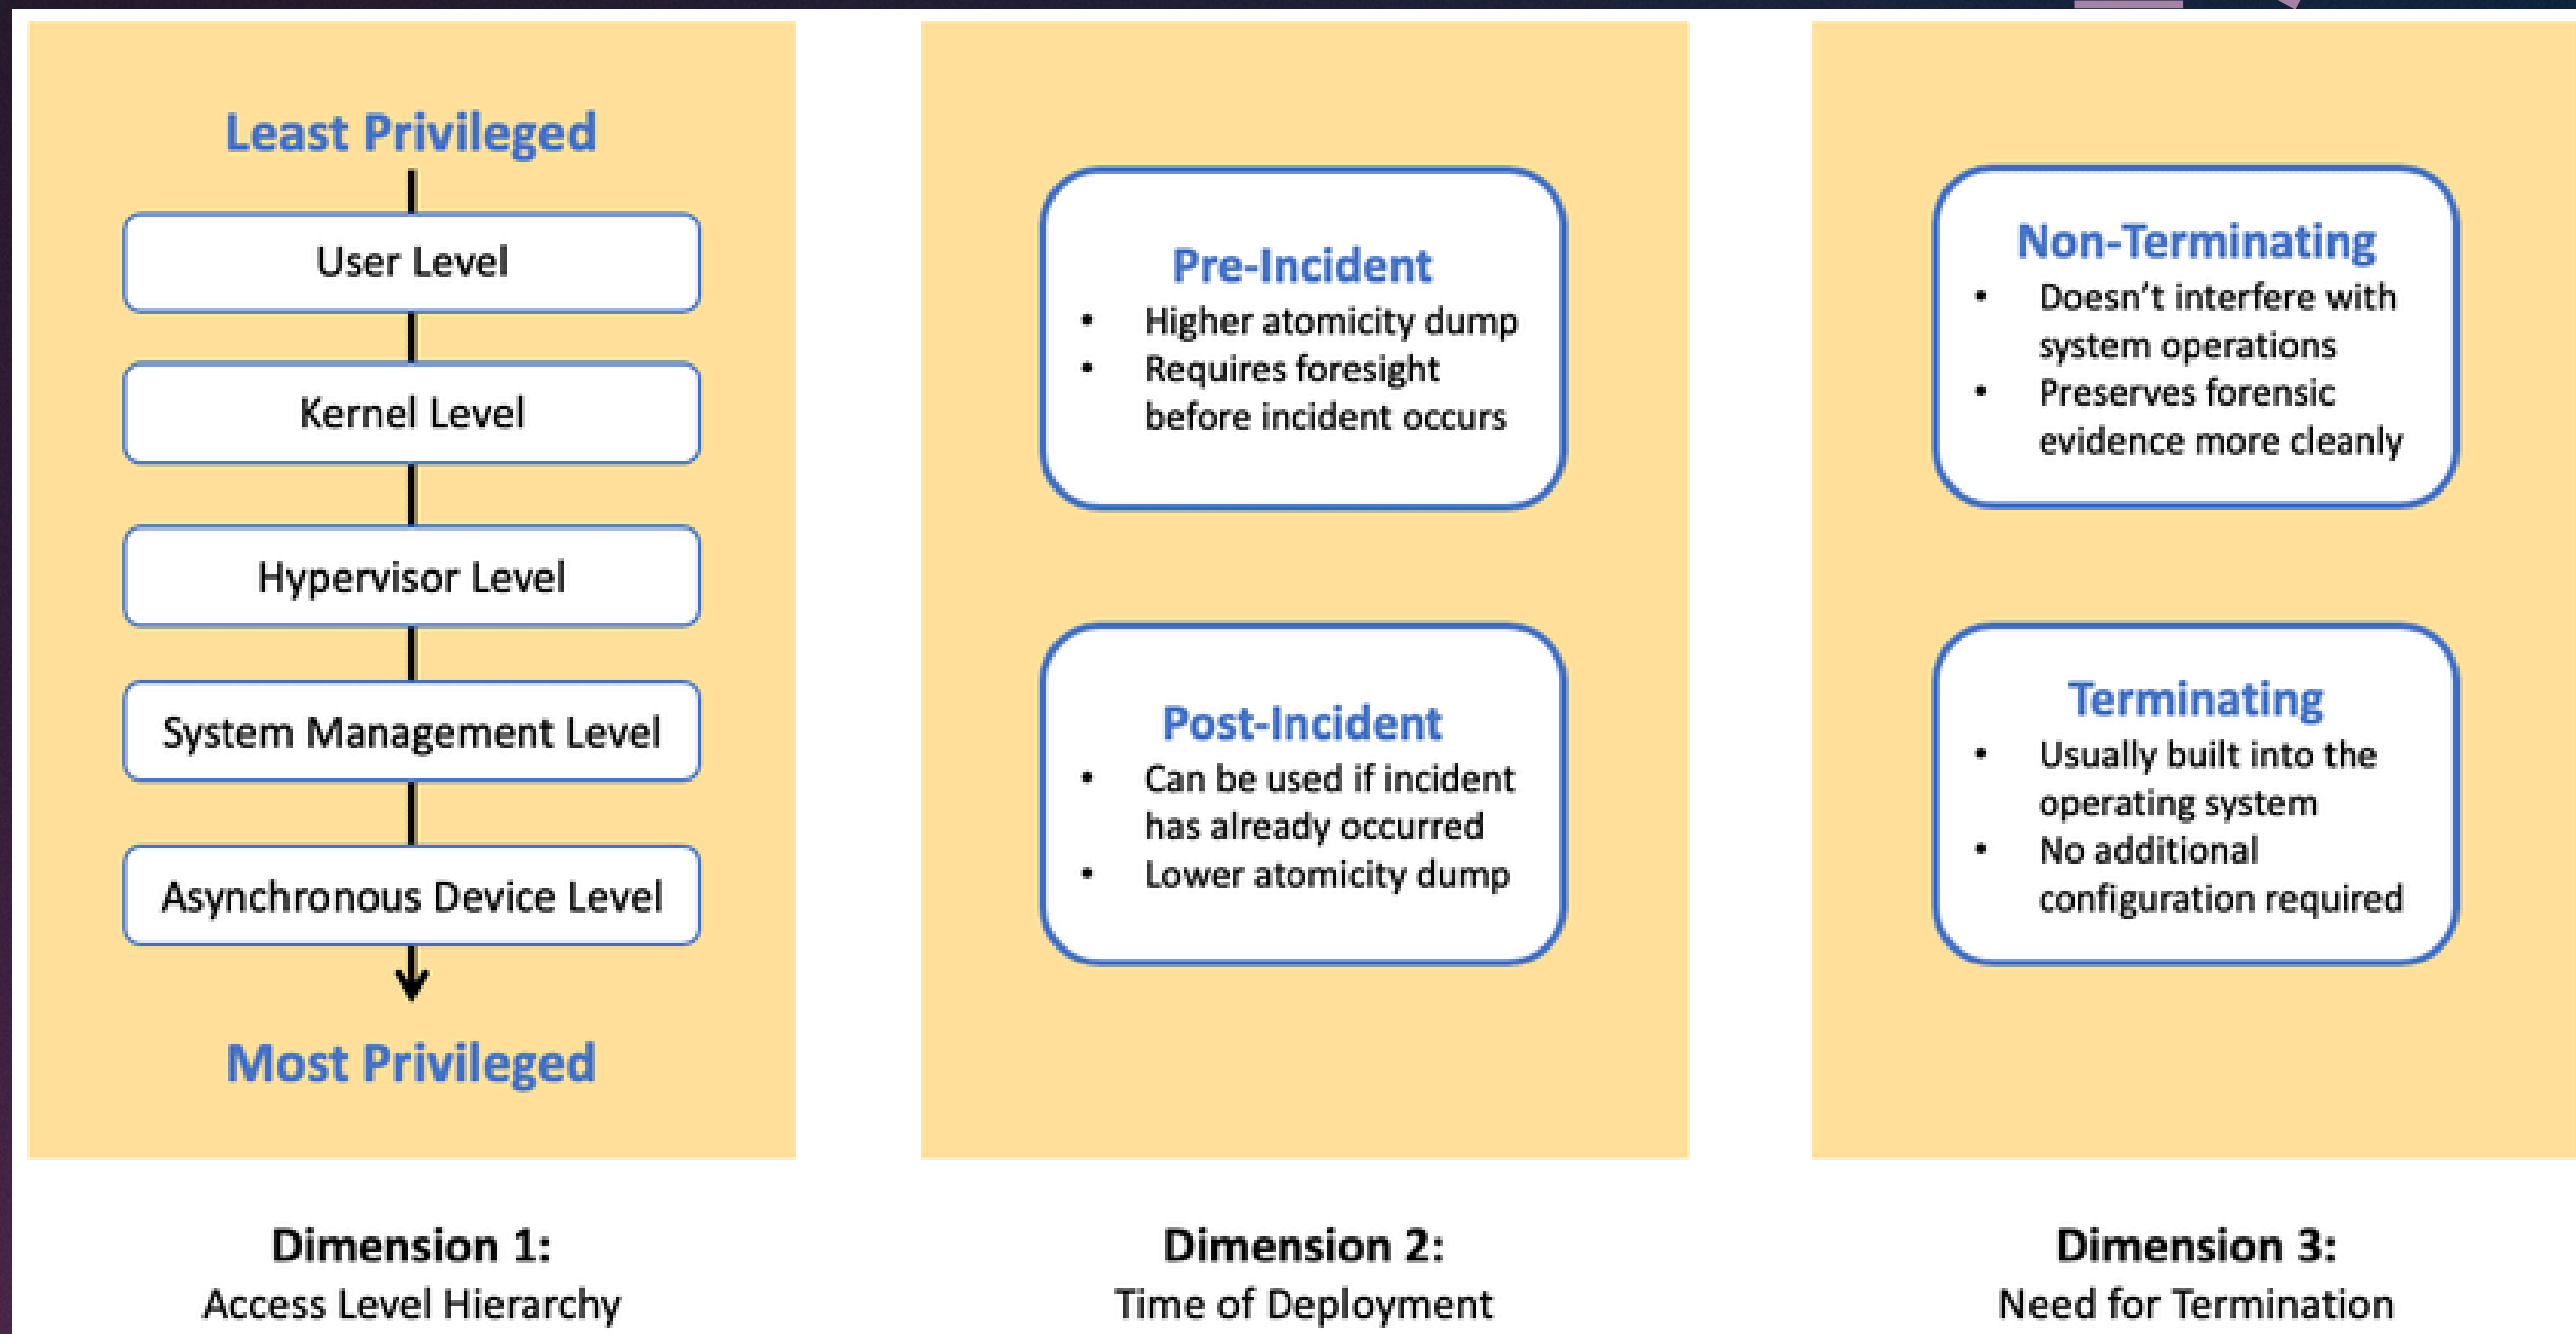 Least Privileged
User Level
Kernel Level
Hypervisor Level
System Management Level
Asynchronous Device Level
Most Privileged
Dimension 1:
Access Level Hierarchy
Pre-Incident
• Higher atomicity dump
• Requires foresight
before incident occurs
Post-Incident
• Can be used if incident
has already occurred
• Lower atomicity dump
Dimension 2:
Time of Deployment
Non-Terminating
• Doesn’t interfere with
system operations
• Preserves forensic
evidence more cleanly
Terminating
• Usually built into the
operating system
• No additional
configuration required
Dimension 3:
Need for Termination